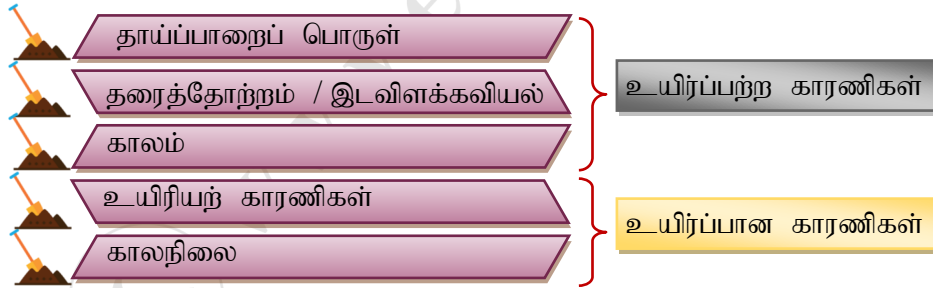 தாய்ப்பாறைப் பொருள்
தரைத்தோற்றம் / இடவிளக்கவியல்
காலம்
உயிர்ப்பற்ற காரணிகள்
உயிரியற் காரணிகள்
காலநிலை
உயிர்ப்பான காரணிகள்